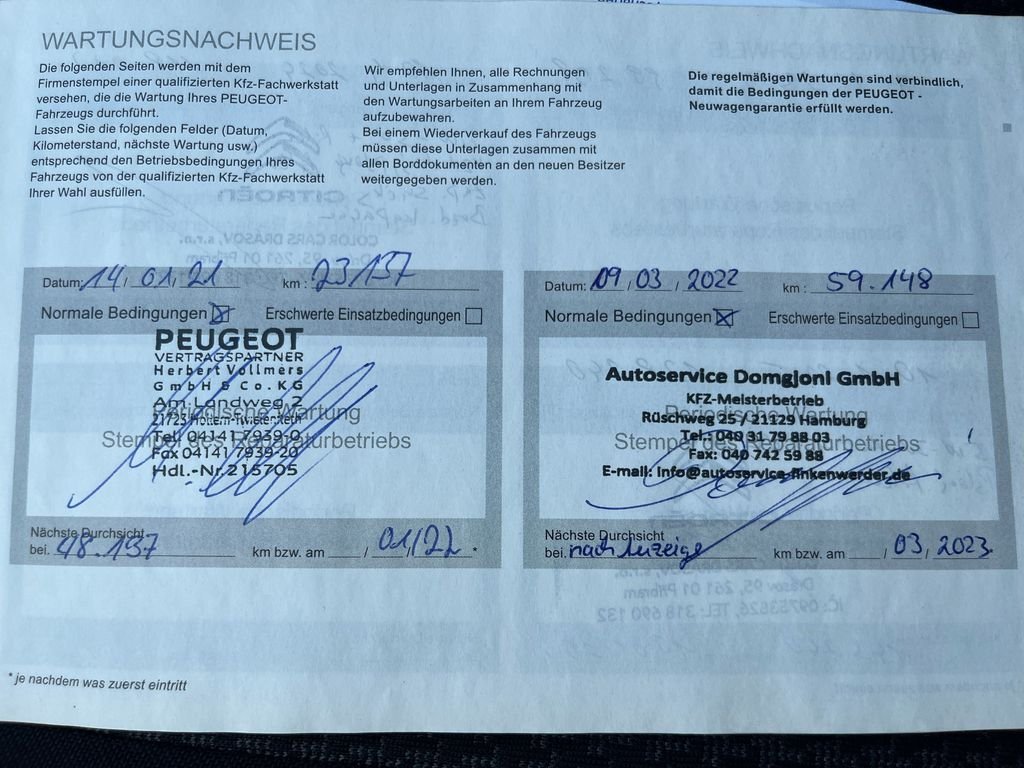 WARTUNGSNACHWEIS
Die folgenden Seiten werden mit dem
Firmenstempel einer qualifizierten Kfz-Fachwerkstatt
versehen, die die Wartung Ihres PEUGEOT-
Fahrzeugs durchführt.
Lassen Sie die folgenden Felder (Datum,
Kilometerstand, nächste Wartung usw.)
entsprechend den Betriebsbedingungen Ihres
Fahrzeugs von der qualifizierten Kfz-Fachwerkstatt
Ihrer Wahl ausfüllen.
Wir empfehlen Ihnen, alle Rechnungen
und Unterlagen in Zusammenhang mit
den Wartungsarbeiten an Ihrem Fahrzeug
aufzubewahren.
Bei einem Wiederverkauf des Fahrzeugs
müssen diese Unterlagen zusammen mit
allen Borddokumenten an den neuen Besitzer
weitergegeben werden.
Die regelmäßigen Wartungen sind verbindlich,
damit die Bedingungen der PEUGEOT -
Neuwagengarantie erfüllt werden.
Datum: 14 / 01 / 21 km : 23137
Normale Bedingungen Erschwerte Einsatzbedingungen
PEUGEOT
VERTRAGSPARTNER
Herbert Vollmers
GmbH & Co. KG
Am Landweg 2
Periodische Wartung
21723 Hollern-Twielenfleth
Tel. 04141 7939-0
Stempel des Reparaturbetriebs
Fax 04141 7939-20
Hdl.-Nr. 215705
Nächste Durchsicht
bei. 48.137 km bzw. am / 01/22 *
Datum: 09 / 03 / 2022 km : 59.148
Normale Bedingungen Erschwerte Einsatzbedingungen
Autoservice Domgjoni GmbH
KFZ-Meisterbetrieb
Periodische Wartung
Rüschweg 25 / 21129 Hamburg
Tel.: 040 31 79 88 03
Stempel des Reparaturbetriebs
Fax: 040 742 59 88
E-mail: info@autoservice-finkenwerder.de
Nächste Durchsicht
bei. nach Anzeige km bzw. am / 03 / 2023.
* je nachdem was zuerst eintritt